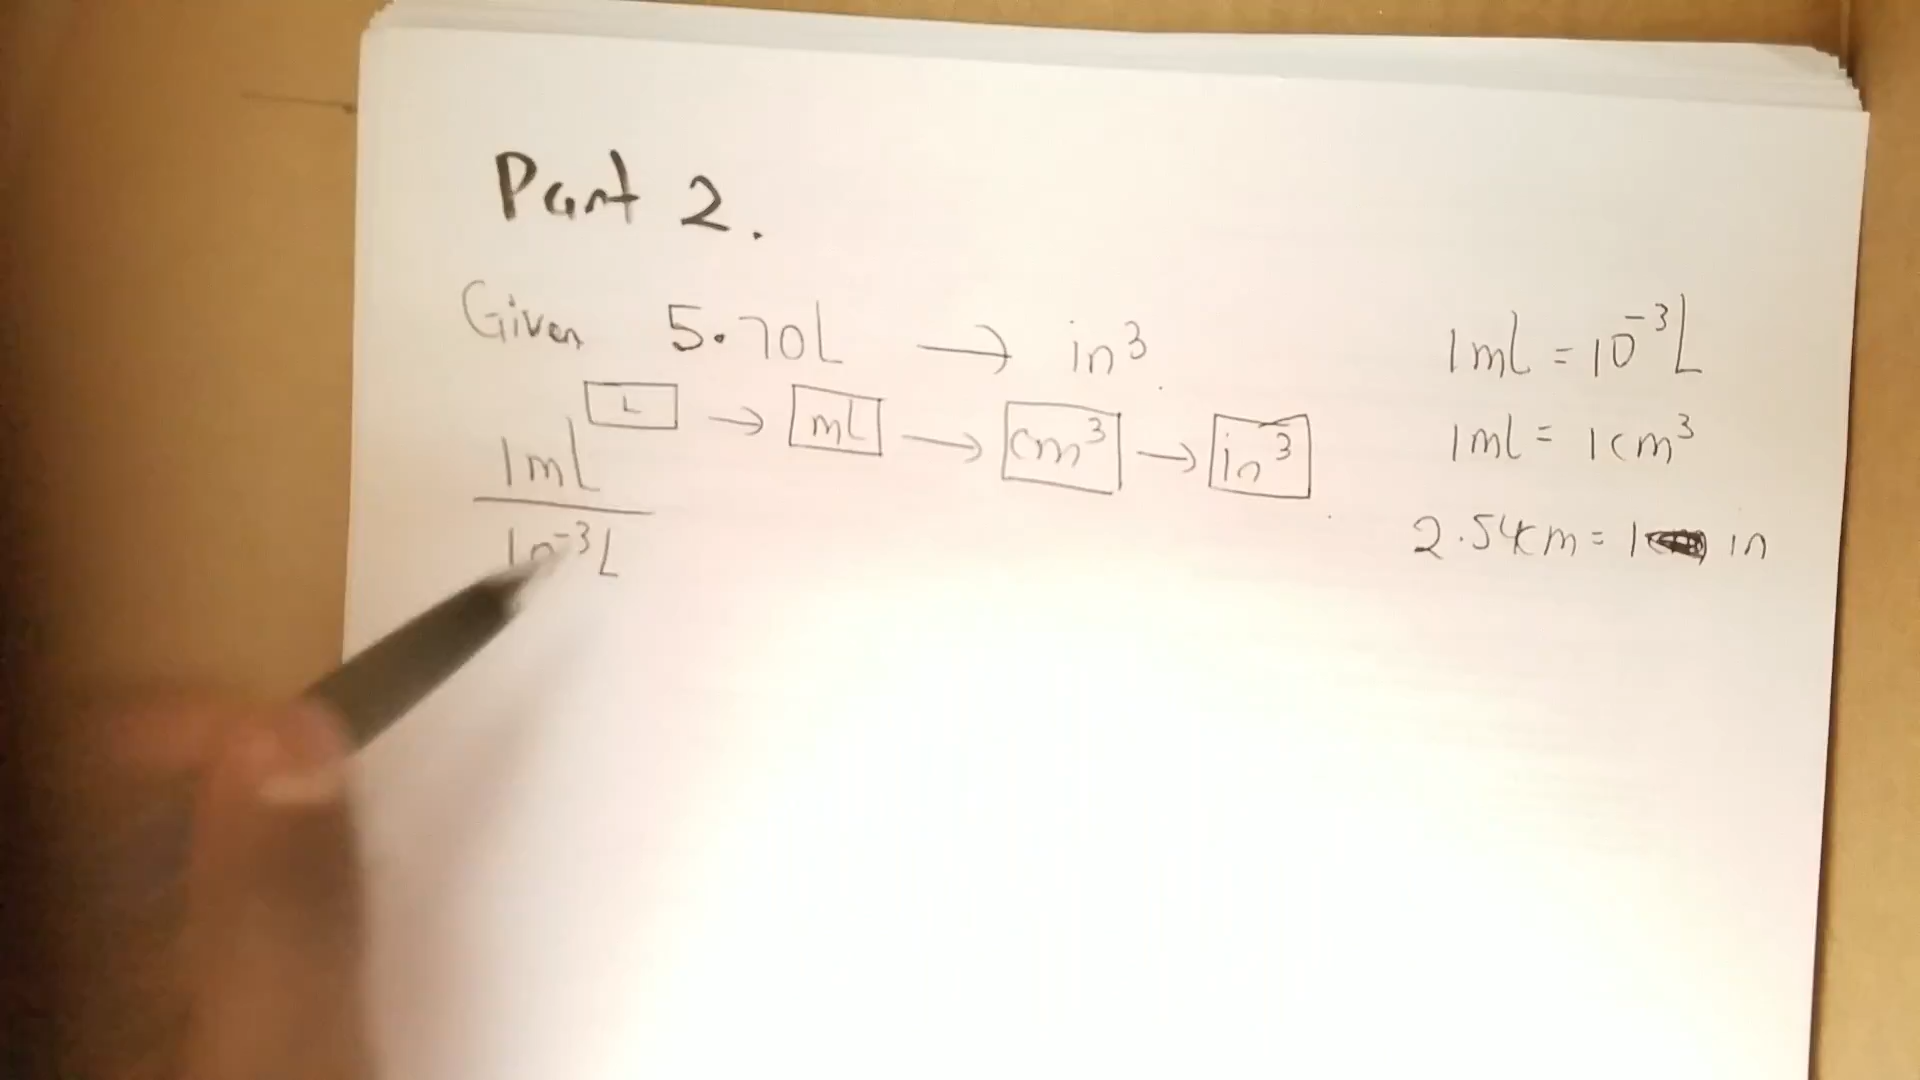 Part 2.
Given 5.70L → in³
L → mL → cm³ → in³
1mL
10⁻³L
1mL = 10⁻³L
1mL = 1cm³
2.54cm = 1 in